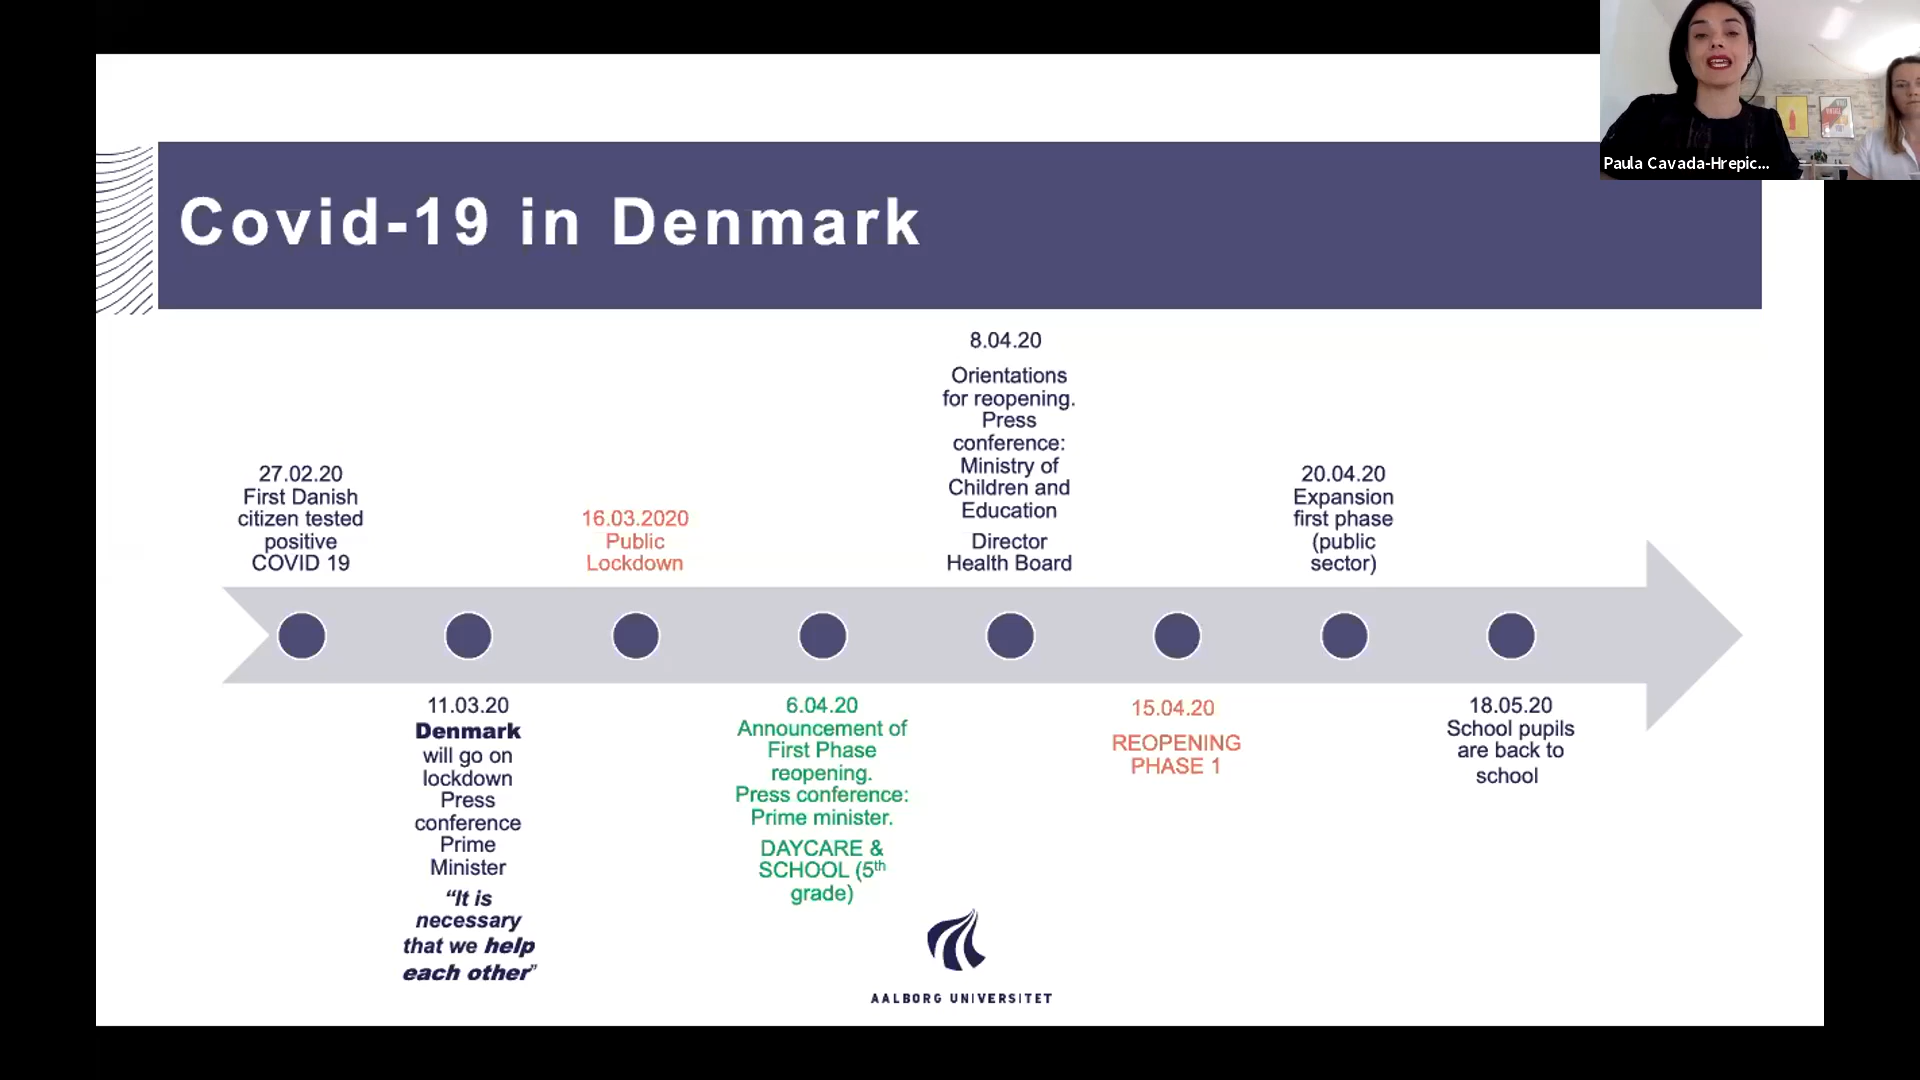 Paula Cavada-Hrepic...
Covid-19 in Denmark
27.02.20
First Danish
citizen tested
positive
COVID 19
11.03.20
Denmark
will go on
lockdown
Press
conference
Prime
Minister
“It is
necessary
that we help
each other”
16.03.2020
Public
Lockdown
6.04.20
Announcement of
First Phase
reopening.
Press conference:
Prime minister.
DAYCARE &
SCHOOL (5th
grade)
8.04.20
Orientations
for reopening.
Press
conference:
Ministry of
Children and
Education
Director
Health Board
15.04.20
REOPENING
PHASE 1
20.04.20
Expansion
first phase
(public
sector)
18.05.20
School pupils
are back to
school
AALBORG UNIVERSITET